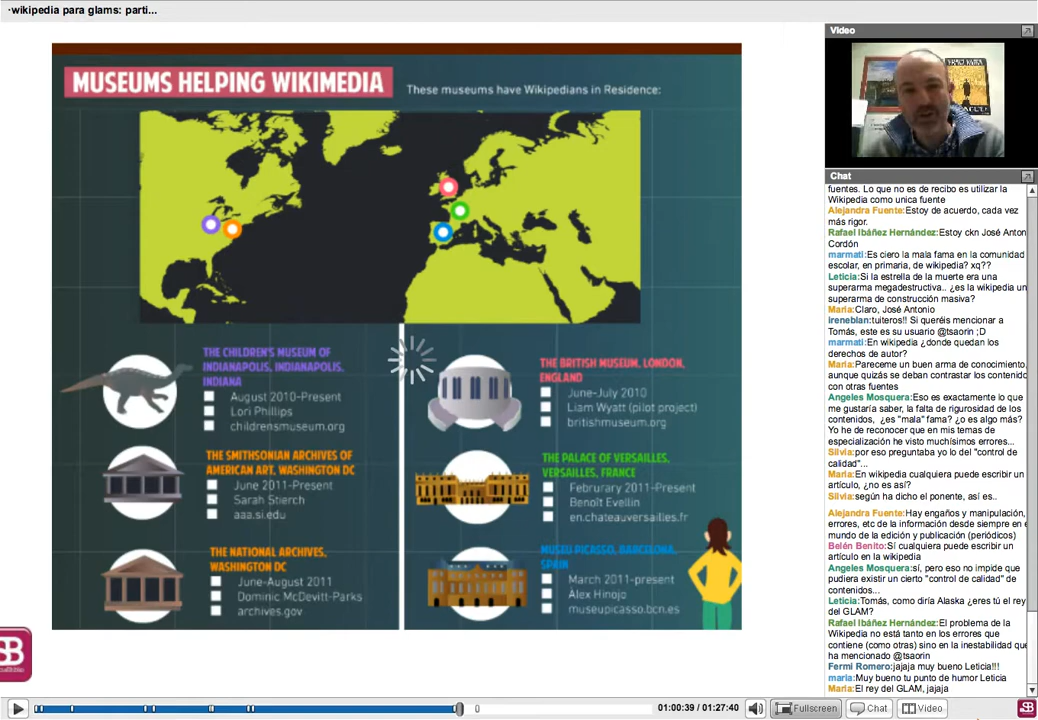 ·wikipedia para glams: parti...
MUSEUMS HELPING WIKIMEDIA
These museums have Wikipedians in Residence:
THE CHILDREN'S MUSEUM OF
INDIANAPOLIS, INDIANAPOLIS,
INDIANA
August 2010-Present
Lori Phillips
childrensmuseum.org
THE SMITHSONIAN ARCHIVES OF
AMERICAN ART, WASHINGTON DC
June 2011-Present
Sarah Stierch
aaa.si.edu
THE NATIONAL ARCHIVES,
WASHINGTON DC
June-August 2011
Dominic McDevitt-Parks
archives.gov
THE BRITISH MUSEUM, LONDON,
ENGLAND
June-July 2010
Liam Wyatt (pilot project)
britishmuseum.org
THE PALACE OF VERSAILLES,
VERSAILLES, FRANCE
Februrary 2011-Present
Benoît Evellin
en.chateauversailles.fr
MUSEU PICASSO, BARCELONA,
SPAIN
March 2011-present
Àlex Hinojo
museupicasso.bcn.es
Video
Chat
fuentes. Lo que no es de recibo es utilizar la
Wikipedia como unica fuente
Alejandra Fuente:Estoy de acuerdo, cada vez
más rigor.
Rafael Ibáñez Hernández:Estoy ckn José Anton
Cordón
marmati:Es ciero la mala fama en la comunidad
escolar, en primaria, de wikipedia? xq??
Leticia:Si la estrella de la muerte era una
superarma megadestructiva.. ¿es la wikipedia un
superarma de construcción masiva?
Maria:Claro, José Antonio
Ireneblan:tuiteros!! Si queréis mencionar a
Tomás, este es su usuario @tsaorin ;D
marmati:En wikipedia ¿donde quedan los
derechos de autor?
Maria:Pareceme un buen arma de conocimiento,
aunque quizás se deban contrastar los contenido
con otras fuentes
Angeles Mosquera:Eso es exactamente lo que
me gustaría saber, la falta de rigurosidad de los
contenidos, ¿es "mala" fama? ¿o es algo más?
Yo he de reconocer que en mis temas de
especialización he visto muchísimos errores...
Silvia:por eso preguntaba yo lo del "control de
calidad"...
Maria:En wikipedia cualquiera puede escribir un
artículo, ¿no es así?
Silvia:según ha dicho el ponente, así es..
Alejandra Fuente:Hay engaños y manipulación,
errores, etc de la información desde siempre en e
mundo de la edición y publicación (periódicos)
Belén Benito:Sí cualquiera puede escribir un
artículo en la wikipedia
Angeles Mosquera:sí, pero eso no impide que
pudiera existir un cierto "control de calidad" de
contenidos...
Leticia:Tomás, como diría Alaska ¿eres tú el rey
del GLAM?
Rafael Ibáñez Hernández:El problema de la
Wikipedia no está tanto en los errores que
contiene (como otras) sino en la inestabilidad que
ha mencionado @tsaorin
Fermi Romero:jajaja muy bueno Leticia!!!
maria:Muy bueno tu punto de humor Leticia
Maria:El rey del GLAM, jajaja
SB
01:00:39 / 01:27:40
Fullscreen
Chat
Video
SB